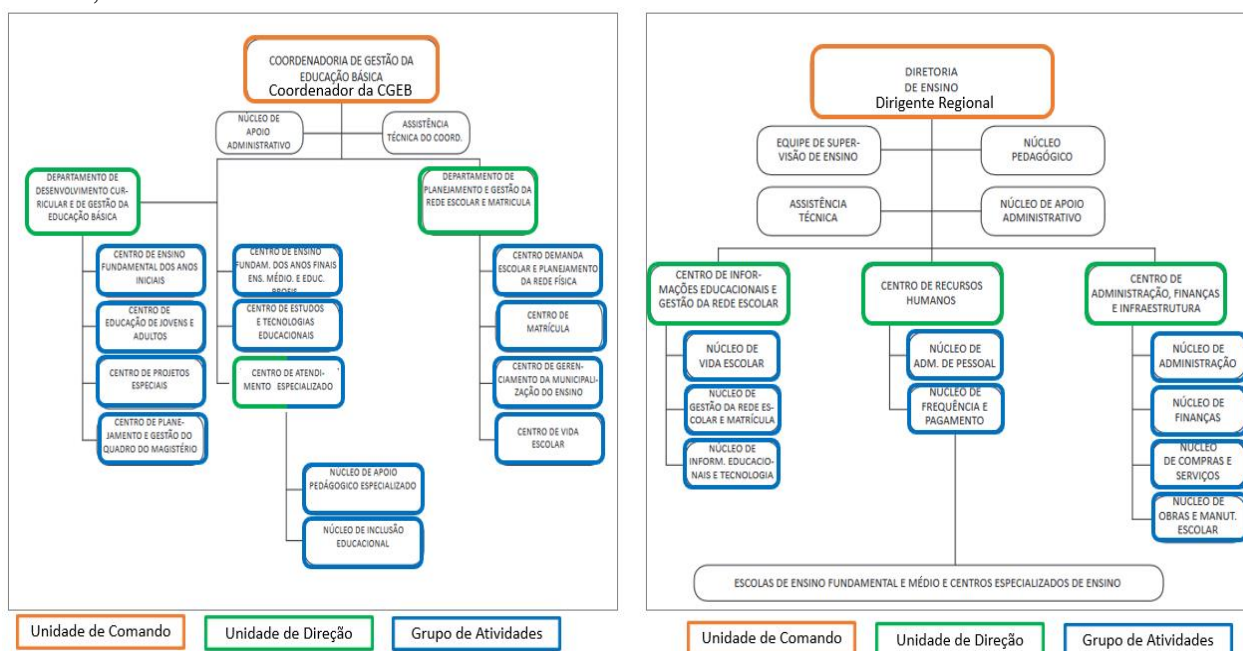 COORDENADORIA DE GESTÃO DA
EDUCAÇÃO BÁSICA
Coordenador da CGEB
NÚCLEO DE
APOIO
ADMINISTRATIVO
ASSISTÊNCIA
TÉCNICA DO COORD.
DEPARTAMENTO DE
DESENVOLVIMENTO CUR-
RICULAR E DE GESTÃO DA
EDUCAÇÃO BÁSICA
DEPARTAMENTO DE
PLANEJAMENTO E GESTÃO DA
REDE ESCOLAR E MATRICULA
CENTRO DE ENSINO
FUNDAMENTAL DOS ANOS
INICIAIS
CENTRO DE
EDUCAÇÃO DE JOVENS E
ADULTOS
CENTRO DE PROJETOS
ESPECIAIS
CENTRO DE PLANE-
JAMENTO E GESTÃO DO
QUADRO DO MAGISTÉRIO
CENTRO DE ENSINO
FUNDAM. DOS ANOS FINAIS
ENS. MÉDIO. E EDUC.
CENTRO DE ESTUDOS
E TECNOLOGIAS
EDUCACIONAIS
CENTRO DE ATENDI-
MENTO ESPECIALIZADO
NÚCLEO DE APOIO
PEDÁGOGICO ESPECIALIZADO
NÚCLEO DE INCLUSÃO
EDUCACIONAL
CENTRO DEMANDA
ESCOLAR E PLANEJAMENTO
DA REDE FÍSICA
CENTRO DE
MATRÍCULA
CENTRO DE GEREN-
CIAMENTO DA MUNICIPALI-
ZAÇÃO DO ENSINO
CENTRO DE VIDA
ESCOLAR
Unidade de Comando
Unidade de Direção
Grupo de Atividades
DIRETORIA
DE ENSINO
Dirigente Regional
EQUIPE DE SUPER-
VISÃO DE ENSINO
NÚCLEO
PEDAGÓGICO
ASSISTÊNCIA
TÉCNICA
NÚCLEO DE APOIO
ADMINISTRATIVO
CENTRO DE INFOR-
MAÇÕES EDUCACIONAIS E
GESTÃO DA REDE ESCOLAR
CENTRO DE RECURSOS
HUMANOS
CENTRO DE
ADMINISTRAÇÃO, FINANÇAS
E INFRAESTRUTURA
NÚCLEO DE
VIDA ESCOLAR
NÚCLEO DE
GESTÃO DA REDE ES-
COLAR E MATRÍCULA
NÚCLEO DE
INFORM. EDUCACIO-
NAIS E TECNOLOGIA
NÚCLEO DE
ADM. DE PESSOAL
NÚCLEO DE
FREQUÊNCIA E
PAGAMENTO
NÚCLEO DE
ADMINISTRAÇÃO
NÚCLEO DE
FINANÇAS
NÚCLEO
DE COMPRAS E
SERVIÇOS
NÚCLEO DE
OBRAS E MANUT.
ESCOLAR
ESCOLAS DE ENSINO FUNDAMENTAL E MÉDIO E CENTROS ESPECIALIZADOS DE ENSINO
Unidade de Comando
Unidade de Direção
Grupo de Atividades